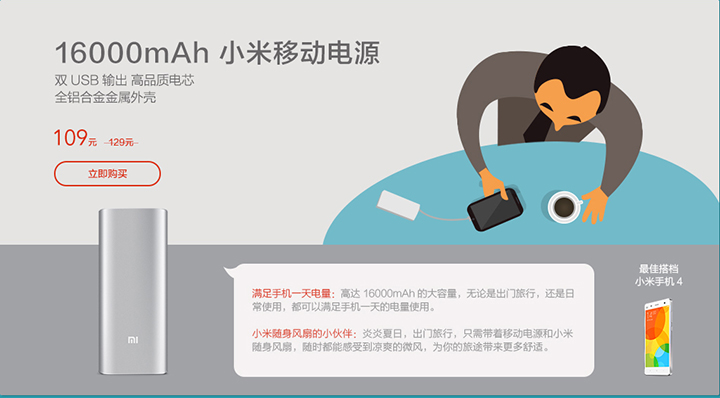 16000mAh 小米移动电源
双 USB 输出 高品质电芯
全铝合金金属外壳
109元 129元
立即购买
MI
满足手机一天电量：高达 16000mAh 的大容量，无论是出门旅行，还是日
常使用，都可以满足手机一天的电量使用。
小米随身风扇的小伙伴：炎炎夏日，出门旅行，只需带着移动电源和小米
随身风扇，随时都能感受到凉爽的微风，为你的旅途带来更多舒适。
最佳搭档
小米手机 4